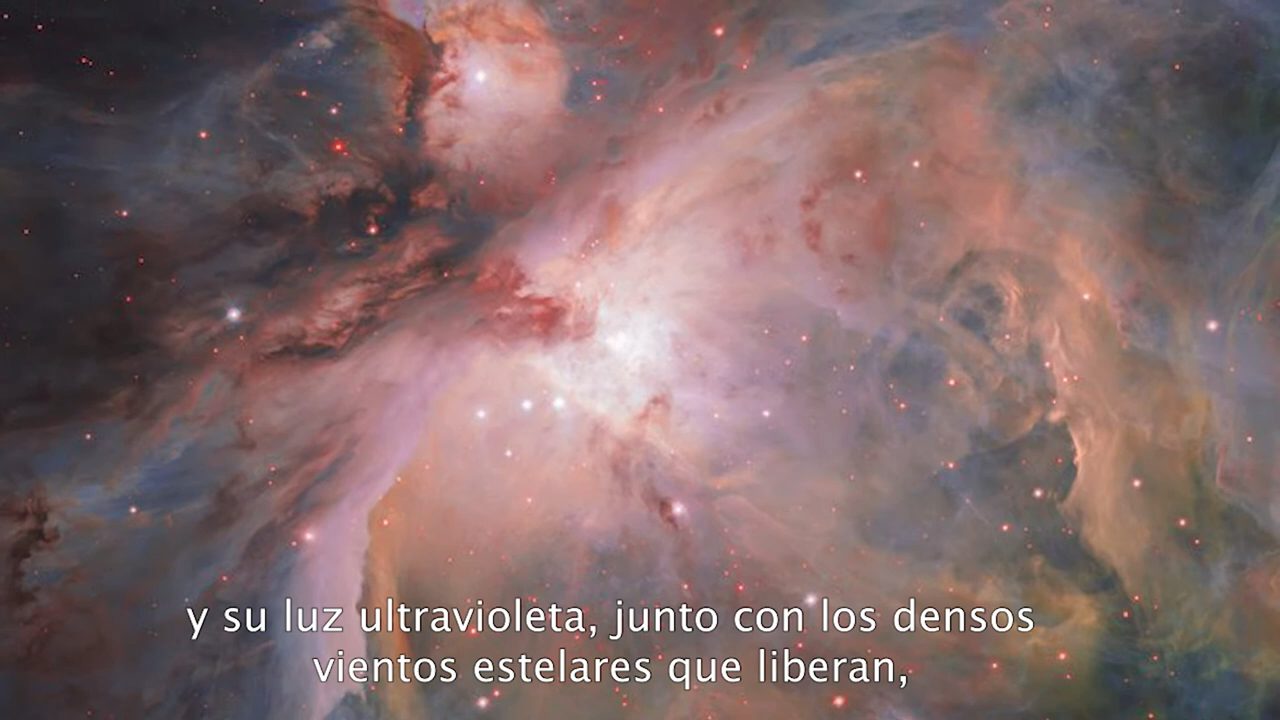 y su luz ultravioleta, junto con los densos
vientos estelares que liberan,